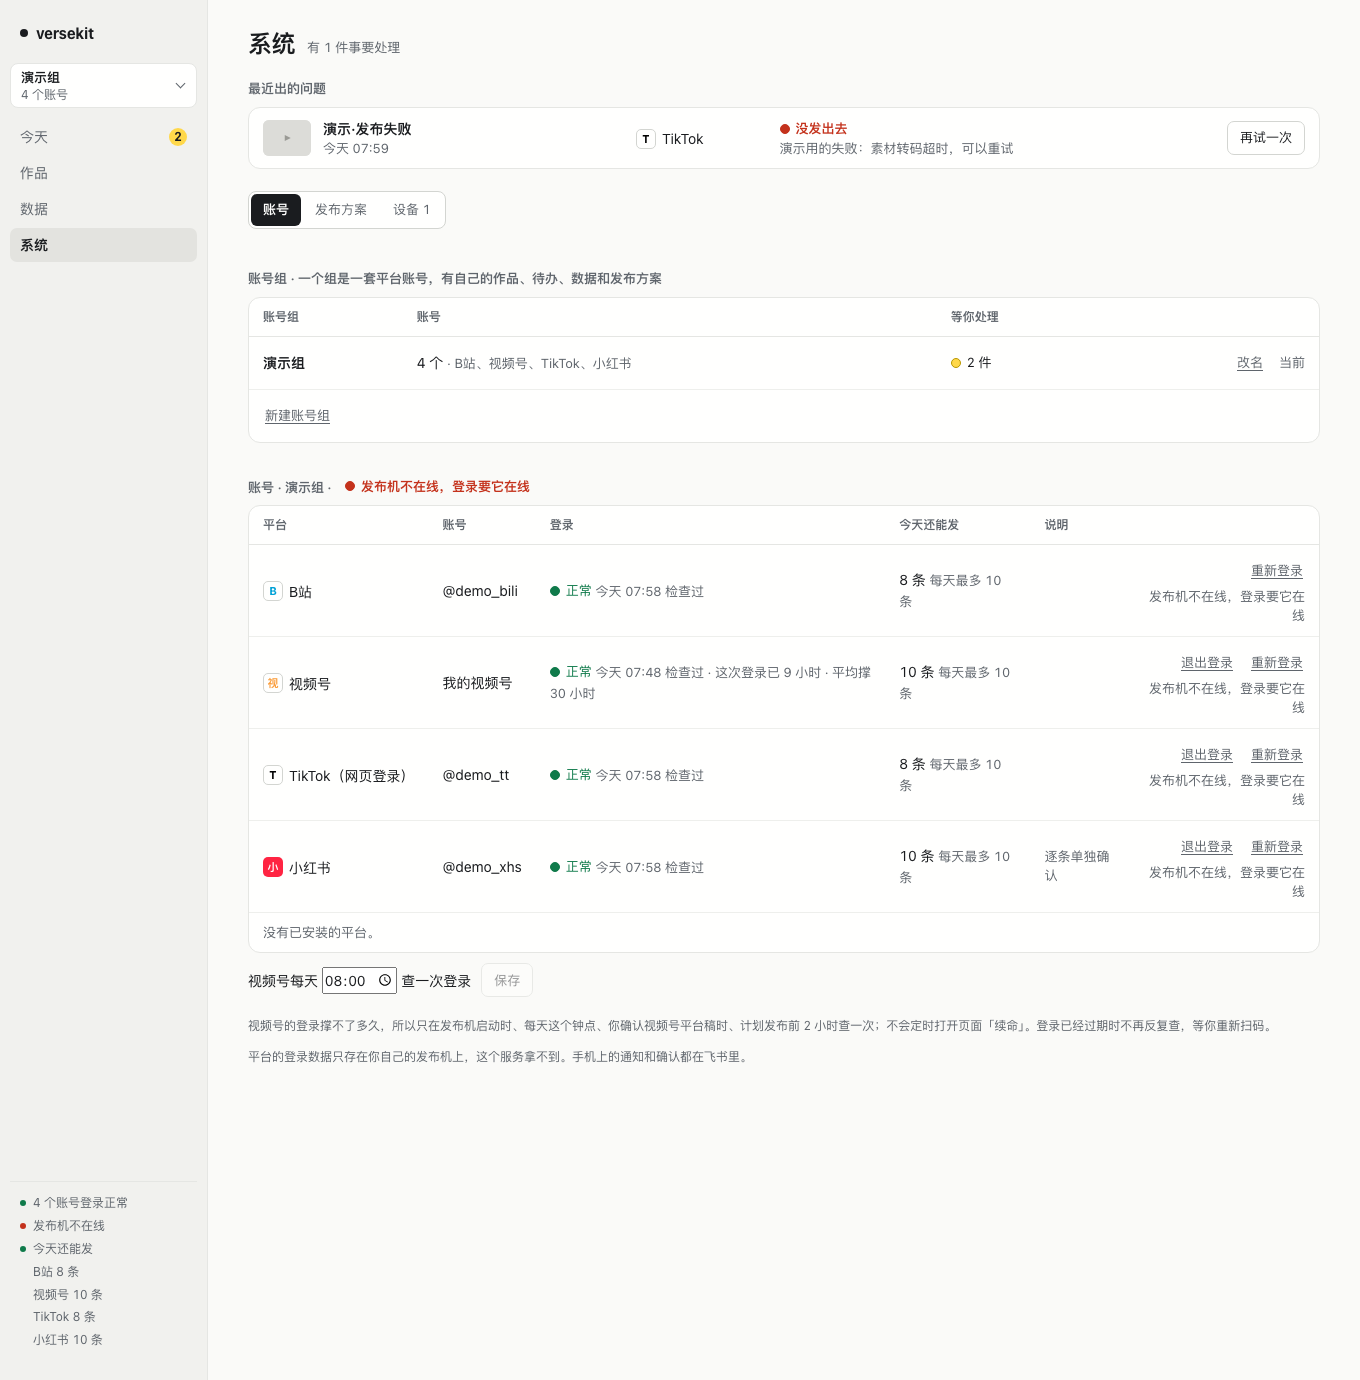 versekit
演示组
4 个账号
今天 2
作品
数据
系统
系统 有 1 件事要处理
最近出的问题
演示·发布失败
今天 07:59
T TikTok
没发出去
演示用的失败：素材转码超时，可以重试
再试一次
账号 发布方案 设备 1
账号组 · 一个组是一套平台账号，有自己的作品、待办、数据和发布方案
账号组 账号 等你处理
演示组 4 个 · B站、视频号、TikTok、小红书 2 件 改名 当前
新建账号组
账号 · 演示组 · 发布机不在线，登录要它在线
平台 账号 登录 今天还能发 说明
B B站 @demo_bili 正常 今天 07:58 检查过
8 条 每天最多 10
条
重新登录
发布机不在线，登录要它在
线
视 视频号 我的视频号
正常 今天 07:48 检查过 · 这次登录已 9 小时 · 平均撑
30 小时
10 条 每天最多 10
条
退出登录 重新登录
发布机不在线，登录要它在
线
T TikTok（网页登录） @demo_tt 正常 今天 07:58 检查过
8 条 每天最多 10
条
退出登录 重新登录
发布机不在线，登录要它在
线
小 小红书 @demo_xhs 正常 今天 07:58 检查过
10 条 每天最多 10
条
逐条单独确
认
退出登录 重新登录
发布机不在线，登录要它在
线
没有已安装的平台。
视频号每天 08:00 查一次登录 保存
视频号的登录撑不了多久，所以只在发布机启动时、每天这个钟点、你确认视频号平台稿时、计划发布前 2 小时查一次；不会定时打开页面「续命」。登录已经过期时不再反复查，等你重新扫码。
平台的登录数据只存在你自己的发布机上，这个服务拿不到。手机上的通知和确认都在飞书里。
4 个账号登录正常
发布机不在线
今天还能发
B站 8 条
视频号 10 条
TikTok 8 条
小红书 10 条